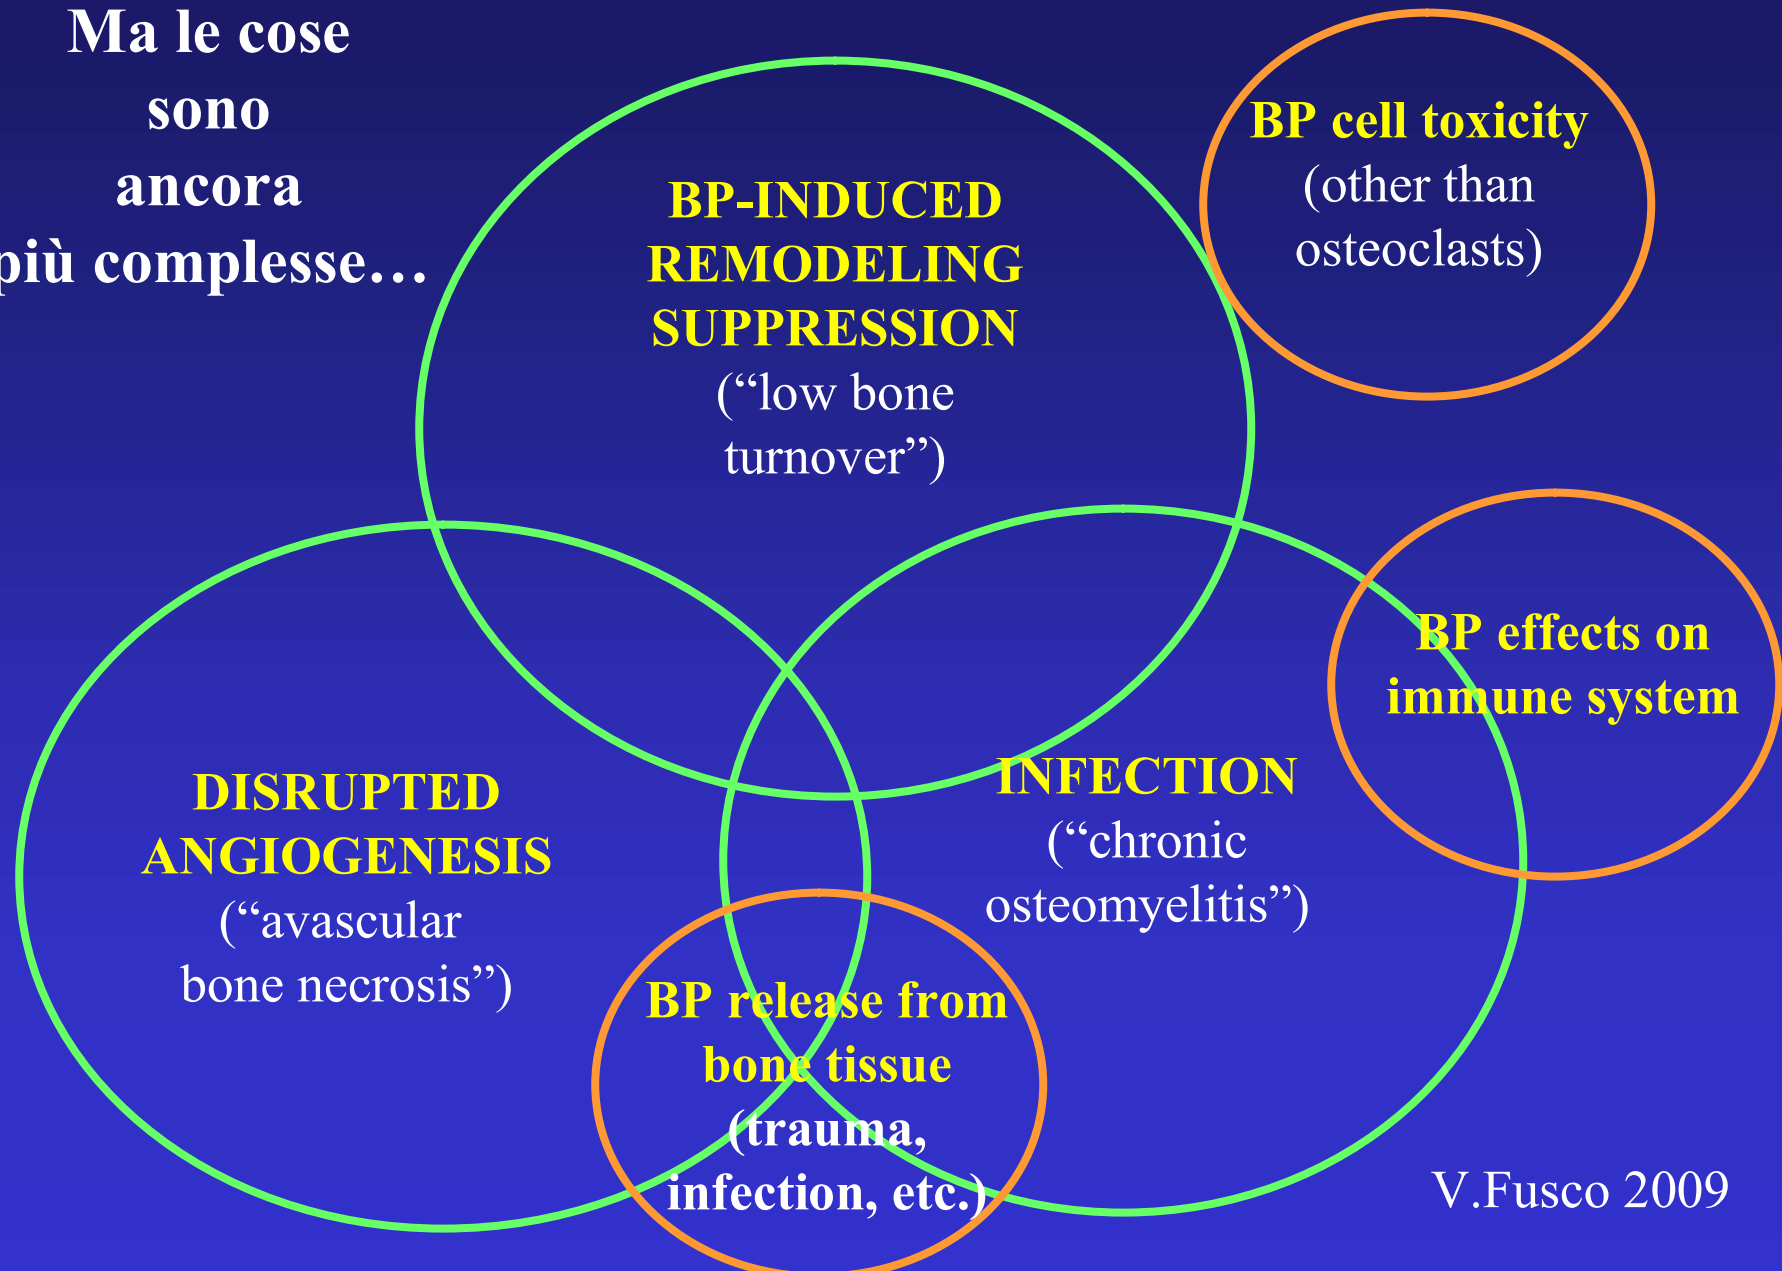 Ma le cose
sono
ancora
più complesse…
BP-INDUCED
REMODELING
SUPPRESSION
(“low bone
turnover”)
BP cell toxicity
(other than
osteoclasts)
BP effects on
immune system
DISRUPTED
ANGIOGENESIS
(“avascular
bone necrosis”)
INFECTION
(“chronic
osteomyelitis”)
BP release from
bone tissue
(trauma,
infection, etc.)
V.Fusco 2009